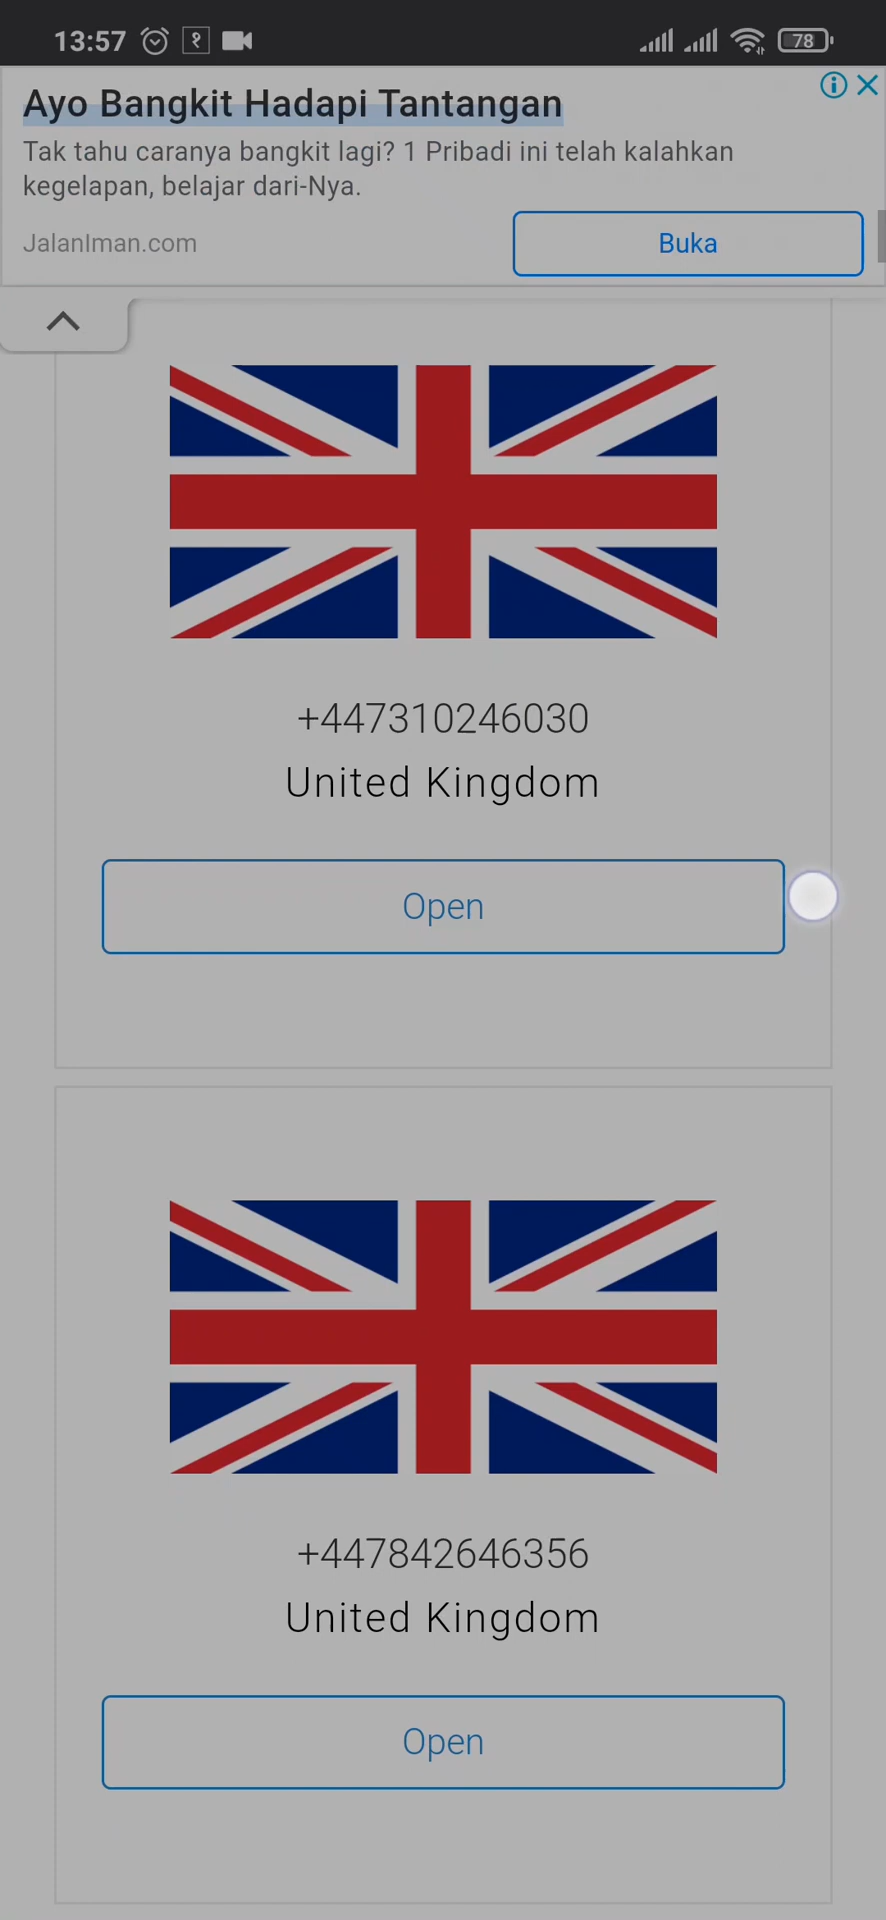 13:57
78
Ayo Bangkit Hadapi Tantangan
Tak tahu caranya bangkit lagi? 1 Pribadi ini telah kalahkan
kegelapan, belajar dari-Nya.
JalanIman.com
Buka
+447310246030
United Kingdom
Open
+447842646356
United Kingdom
Open